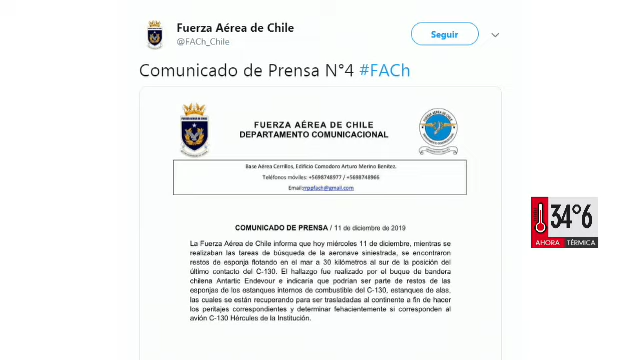 Fuerza Aérea de Chile
@FACh_Chile
Seguir
Comunicado de Prensa N°4 #FACh
FUERZA AÉREA DE CHILE
DEPARTAMENTO COMUNICACIONAL
Base Aérea Cerrillos, Edificio Comodoro Arturo Merino Benítez.
Teléfonos móviles: +5698748977 / +5698748966
Email:mppfach@gmail.com
COMUNICADO DE PRENSA / 11 de diciembre de 2019
La Fuerza Aérea de Chile informa que hoy miércoles 11 de diciembre, mientras se
realizaban las tareas de búsqueda de la aeronave siniestrada, se encontraron
restos de esponja flotando en el mar a 30 kilómetros al sur de la posición del
último contacto del C-130. El hallazgo fue realizado por el buque de bandera
chilena Antartic Endevour e indicaría que podrían ser parte de restos de las
esponjas de los estanques internos de combustible del C-130, estanques de alas,
las cuales se están recuperando para ser trasladadas al continente a fin de hacer
los peritajes correspondientes y determinar fehacientemente si corresponden al
avión C-130 Hércules de la Institución.
34°6
AHORA TÉRMICA